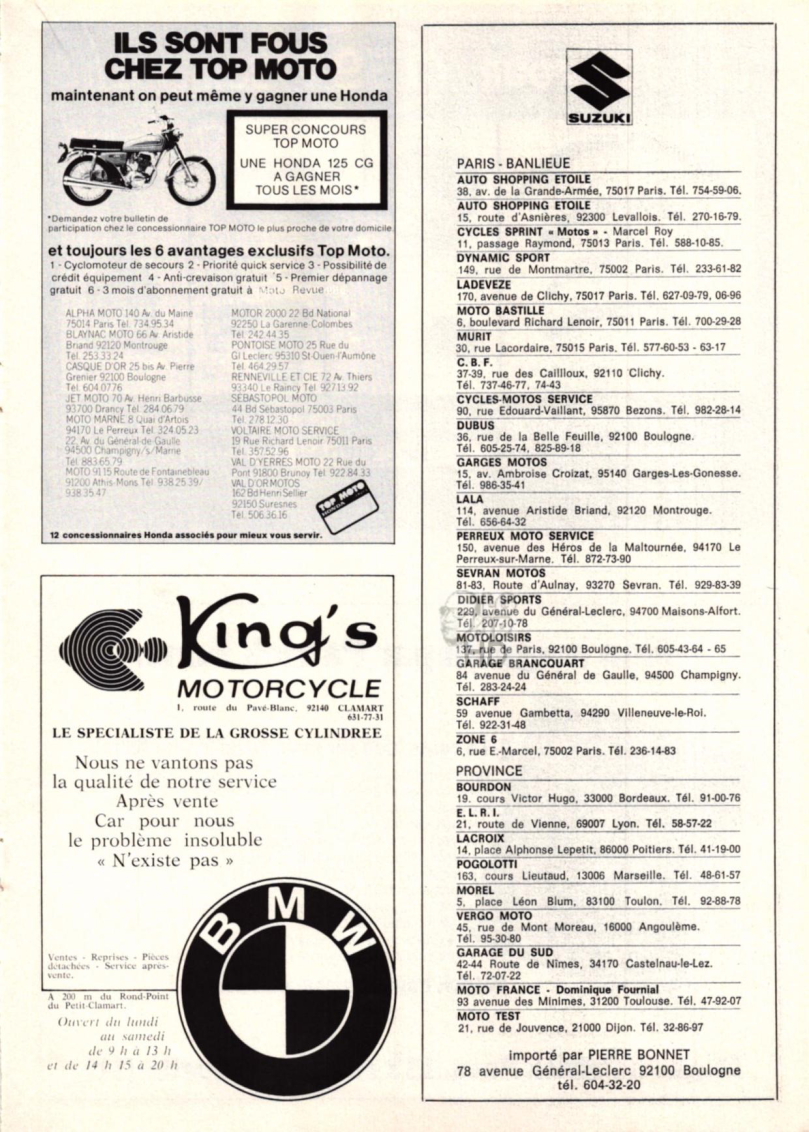 ILS SONT FOUS
CHEZ TOP MOTO
maintenant on peut même y gagner une Honda
SUPER CONCOURS
TOP MOTO
UNE HONDA 125 CG
A GAGNER
TOUS LES MOIS*
*Demandez votre bulletin de
participation chez le concessionnaire TOP MOTO le plus proche de votre domicile.
et toujours les 6 avantages exclusifs Top Moto.
1 - Cyclomoteur de secours 2 - Priorité quick service 3 - Possibilité de
crédit équipement 4 - Anti-crevaison gratuit 5 - Premier dépannage
gratuit 6 - 3 mois d'abonnement gratuit à Moto Revue
ALPHA MOTO 140 Av. du Maine
75014 Paris Tél. 734.95.34
BLAYNAC MOTO 66 Av. Aristide
Briand 92120 Montrouge
Tél. 253.33.24
CASQUE D'OR 25 bis Av. Pierre
Grenier 92100 Boulogne
Tél. 604.07.76
JET MOTO 70 Av. Henri Barbusse
93700 Drancy Tél. 284.06.79
MOTO MARNE 8 Quai d'Artois
94170 Le Perreux Tél. 324.05.23
22, Av. du Général-de-Gaulle
94500 Champigny/s/Marne
Tél. 883.65.79
MOTO 91 15 Route de Fontainebleau
91200 Athis-Mons Tél. 938.25.39/
938.35.47
MOTOR 2000 22 Bd National
92250 La Garenne Colombes
Tél. 242.44.35
PONTOISE MOTO 25 Rue du
Gl Leclerc 95310 St-Ouen-l'Aumône
Tél. 464.29.57
RENNEVILLE ET CIE 72 Av. Thiers
93340 Le Raincy Tél. 927.13.92
SEBASTOPOL MOTO
44 Bd Sébastopol 75003 Paris
Tél. 278.12.30
VOLTAIRE MOTO SERVICE
19 Rue Richard Lenoir 75011 Paris
Tél. 357.52.96
VAL D'YERRES MOTO 22 Rue du
Pont 91800 Brunoy Tél. 922.84.33
VAL D'OR MOTOS
162 Bd Henri Sellier
92150 Suresnes
Tél. 506.36.16
TOP MOTO
HONDA
12 concessionnaires Honda associés pour mieux vous servir.
King's
MOTORCYCLE
1, route du Pavé-Blanc, 92140 CLAMART
631-77-31
LE SPECIALISTE DE LA GROSSE CYLINDREE
Nous ne vantons pas
la qualité de notre service
Après vente
Car pour nous
le problème insoluble
« N'existe pas »
BMW
Ventes - Reprises - Pièces
détachées - Service après-
vente.
A 200 m du Rond-Point
du Petit-Clamart.
Ouvert du lundi
au samedi
de 9 h à 13 h
et de 14 h 15 à 20 h
SUZUKI
PARIS - BANLIEUE
AUTO SHOPPING ETOILE
38, av. de la Grande-Armée, 75017 Paris. Tél. 754-59-06.
AUTO SHOPPING ETOILE
15, route d'Asnières, 92300 Levallois. Tél. 270-16-79.
CYCLES SPRINT « Motos » - Marcel Roy
11, passage Raymond, 75013 Paris. Tél. 588-10-85.
DYNAMIC SPORT
149, rue de Montmartre, 75002 Paris. Tél. 233-61-82
LADEVEZE
170, avenue de Clichy, 75017 Paris. Tél. 627-09-79, 06-96
MOTO BASTILLE
6, boulevard Richard Lenoir, 75011 Paris. Tél. 700-29-28
MURIT
30, rue Lacordaire, 75015 Paris. Tél. 577-60-53 - 63-17
C. B. F.
37-39, rue des Cailloux, 92110 Clichy.
Tél. 737-46-77, 74-43
CYCLES-MOTOS SERVICE
90, rue Edouard-Vaillant, 95870 Bezons. Tél. 982-28-14
DUBUS
36, rue de la Belle Feuille, 92100 Boulogne.
Tél. 605-25-74, 825-89-18
GARGES MOTOS
15, av. Ambroise Croizat, 95140 Garges-Les-Gonesse.
Tél. 986-35-41
LALA
114, avenue Aristide Briand, 92120 Montrouge.
Tél. 656-64-32
PERREUX MOTO SERVICE
150, avenue des Héros de la Maltournée, 94170 Le
Perreux-sur-Marne. Tél. 872-73-90
SEVRAN MOTOS
81-83, Route d'Aulnay, 93270 Sevran. Tél. 929-83-39
DIDIER SPORTS
229, avenue du Général-Leclerc, 94700 Maisons-Alfort.
Tél. 207-10-78
MOTOLOISIRS
137, rue de Paris, 92100 Boulogne. Tél. 605-43-64 - 65
GARAGE BRANCOUART
84 avenue du Général de Gaulle, 94500 Champigny.
Tél. 283-24-24
SCHAFF
59 avenue Gambetta, 94290 Villeneuve-le-Roi.
Tél. 922-31-48
ZONE 6
6, rue E.-Marcel, 75002 Paris. Tél. 236-14-83
PROVINCE
BOURDON
19. cours Victor Hugo, 33000 Bordeaux. Tél. 91-00-76
E. L. R. I.
21, route de Vienne, 69007 Lyon. Tél. 58-57-22
LACROIX
14, place Alphonse Lepetit, 86000 Poitiers. Tél. 41-19-00
POGOLOTTI
163, cours Lieutaud, 13006 Marseille. Tél. 48-61-57
MOREL
5, place Léon Blum, 83100 Toulon. Tél. 92-88-78
VERGO MOTO
45, rue de Mont Moreau, 16000 Angoulème.
Tél. 95-30-80
GARAGE DU SUD
42-44 Route de Nîmes, 34170 Castelnau-le-Lez.
Tél. 72-07-22
MOTO FRANCE - Dominique Fournial
93 avenue des Minimes, 31200 Toulouse. Tél. 47-92-07
MOTO TEST
21, rue de Jouvence, 21000 Dijon. Tél. 32-86-97
importé par PIERRE BONNET
78 avenue Général-Leclerc 92100 Boulogne
tél. 604-32-20